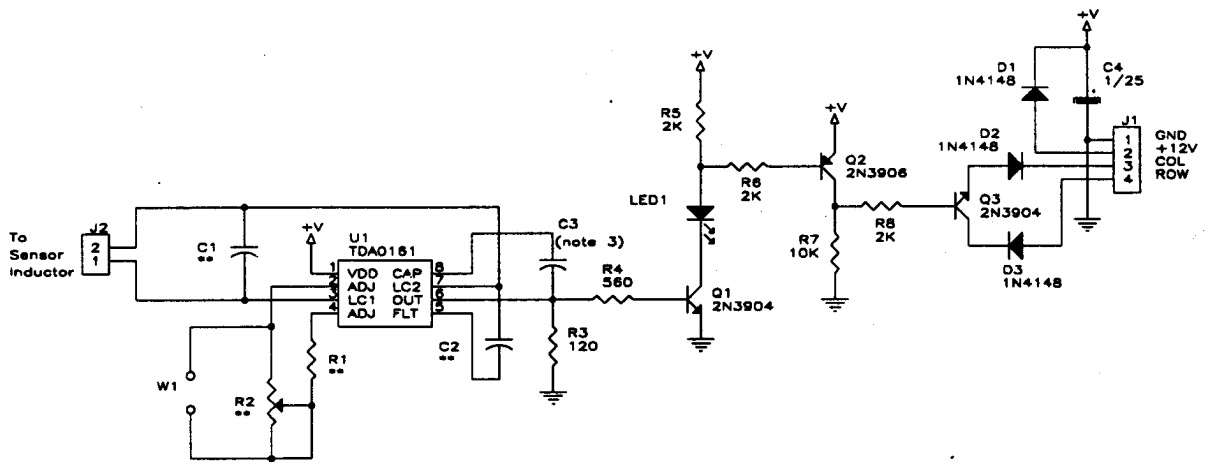 +V
D1
1N4148
C4
1/25
+V
R5
2K
+V
D2
1N4148
J1
1
2
3
4
GND
+12V
COL
ROW
Q2
2N3906
R6
2K
Q3
2N3904
LED1
R8
2K
R7
10K
D3
1N4148
To
Sensor
Inductor
J2
2
1
C1
**
+V
U1
TDA0161
C3
(note 3)
1 VDD CAP 8
2 ADJ LC2 7
3 LC1 OUT 6
4 ADJ FLT 5
R4
560
Q1
2N3904
R3
120
C2
**
R1
**
W1
R2
**